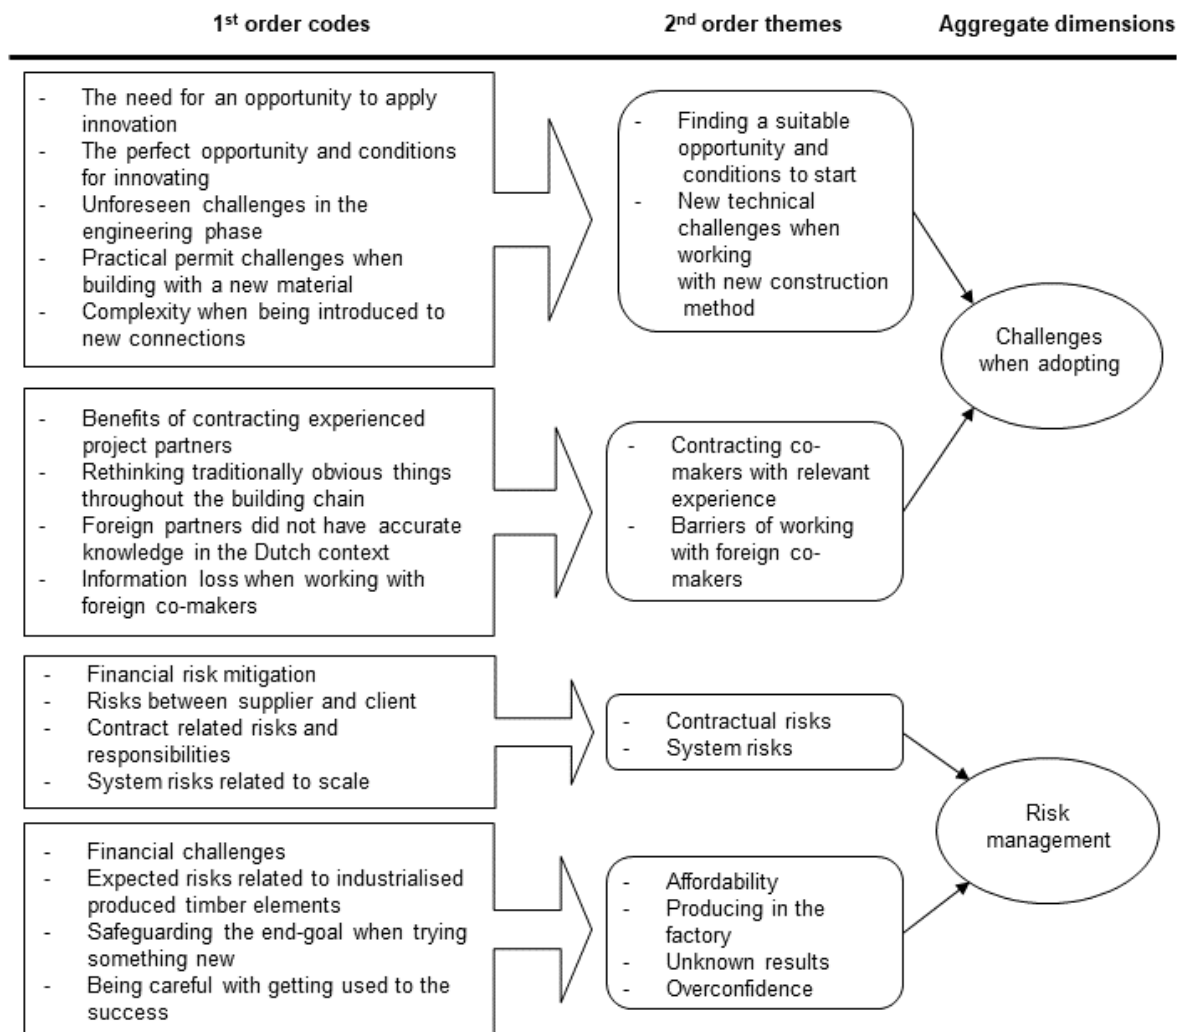 1st order codes
2nd order themes
Aggregate dimensions
- The need for an opportunity to apply
innovation
- The perfect opportunity and conditions
for innovating
- Unforeseen challenges in the
engineering phase
- Practical permit challenges when
building with a new material
- Complexity when being introduced to
new connections
- Finding a suitable
opportunity and
conditions to start
- New technical
challenges when
working
with new construction
method
Challenges
when adopting
- Benefits of contracting experienced
project partners
- Rethinking traditionally obvious things
throughout the building chain
- Foreign partners did not have accurate
knowledge in the Dutch context
- Information loss when working with
foreign co-makers
- Contracting co-
makers with relevant
experience
- Barriers of working
with foreign co-
makers
- Financial risk mitigation
- Risks between supplier and client
- Contract related risks and
responsibilities
- System risks related to scale
- Contractual risks
- System risks
Risk
management
- Financial challenges
- Expected risks related to industrialised
produced timber elements
- Safeguarding the end-goal when trying
something new
- Being careful with getting used to the
success
- Affordability
- Producing in the
factory
- Unknown results
- Overconfidence